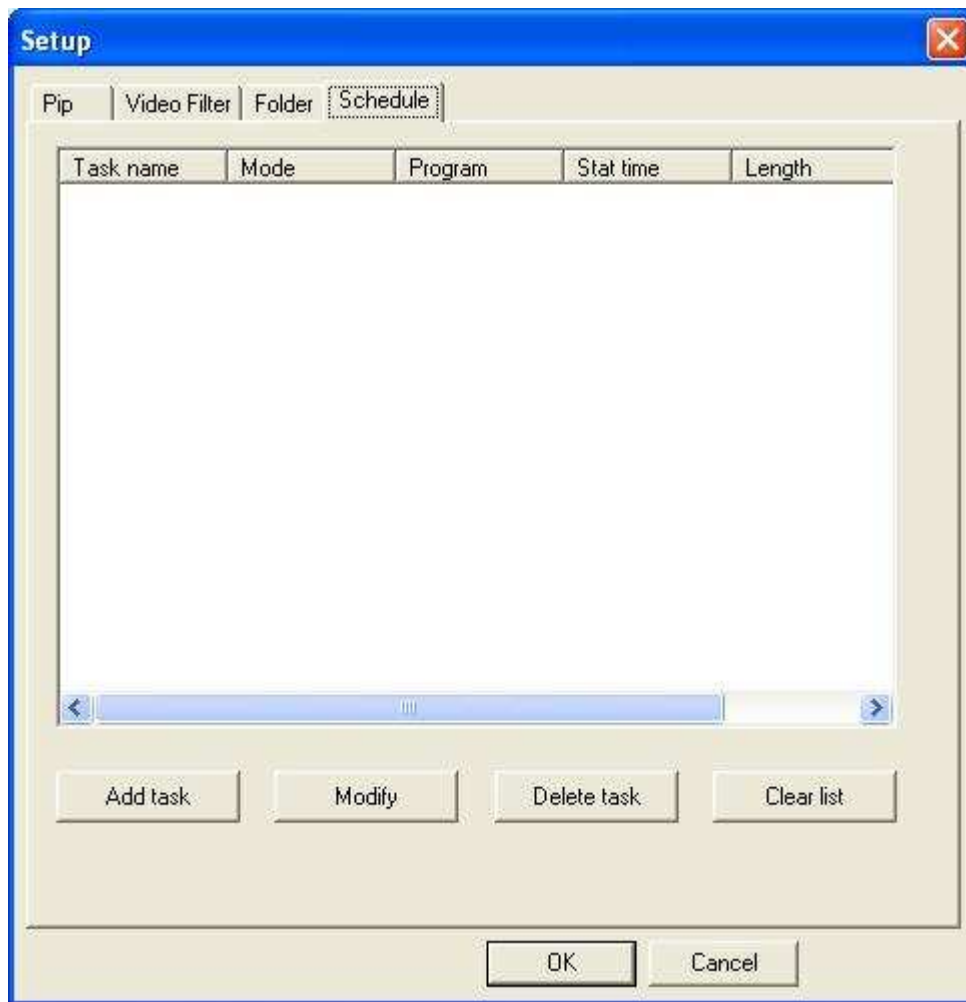 Setup
Pip Video Filter Folder Schedule
Task name Mode Program Stat time Length
Add task Modify Delete task Clear list
OK Cancel